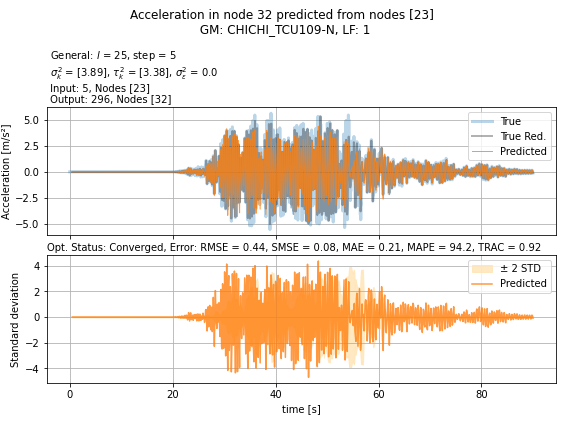 Acceleration in node 32 predicted from nodes [23]
GM: CHICHI_TCU109-N, LF: 1
General: l = 25, step = 5
σ²ₖ = [3.89], τ²ₖ = [3.38], σ²ε = 0.0
Input: 5, Nodes [23]
Output: 296, Nodes [32]
Acceleration [m/s²]
5.0
2.5
0.0
−2.5
−5.0
True
True Red.
Predicted
Opt. Status: Converged, Error: RMSE = 0.44, SMSE = 0.08, MAE = 0.21, MAPE = 94.2, TRAC = 0.92
Standard deviation
4
2
0
−2
−4
± 2 STD
Predicted
0
20
40
60
80
time [s]